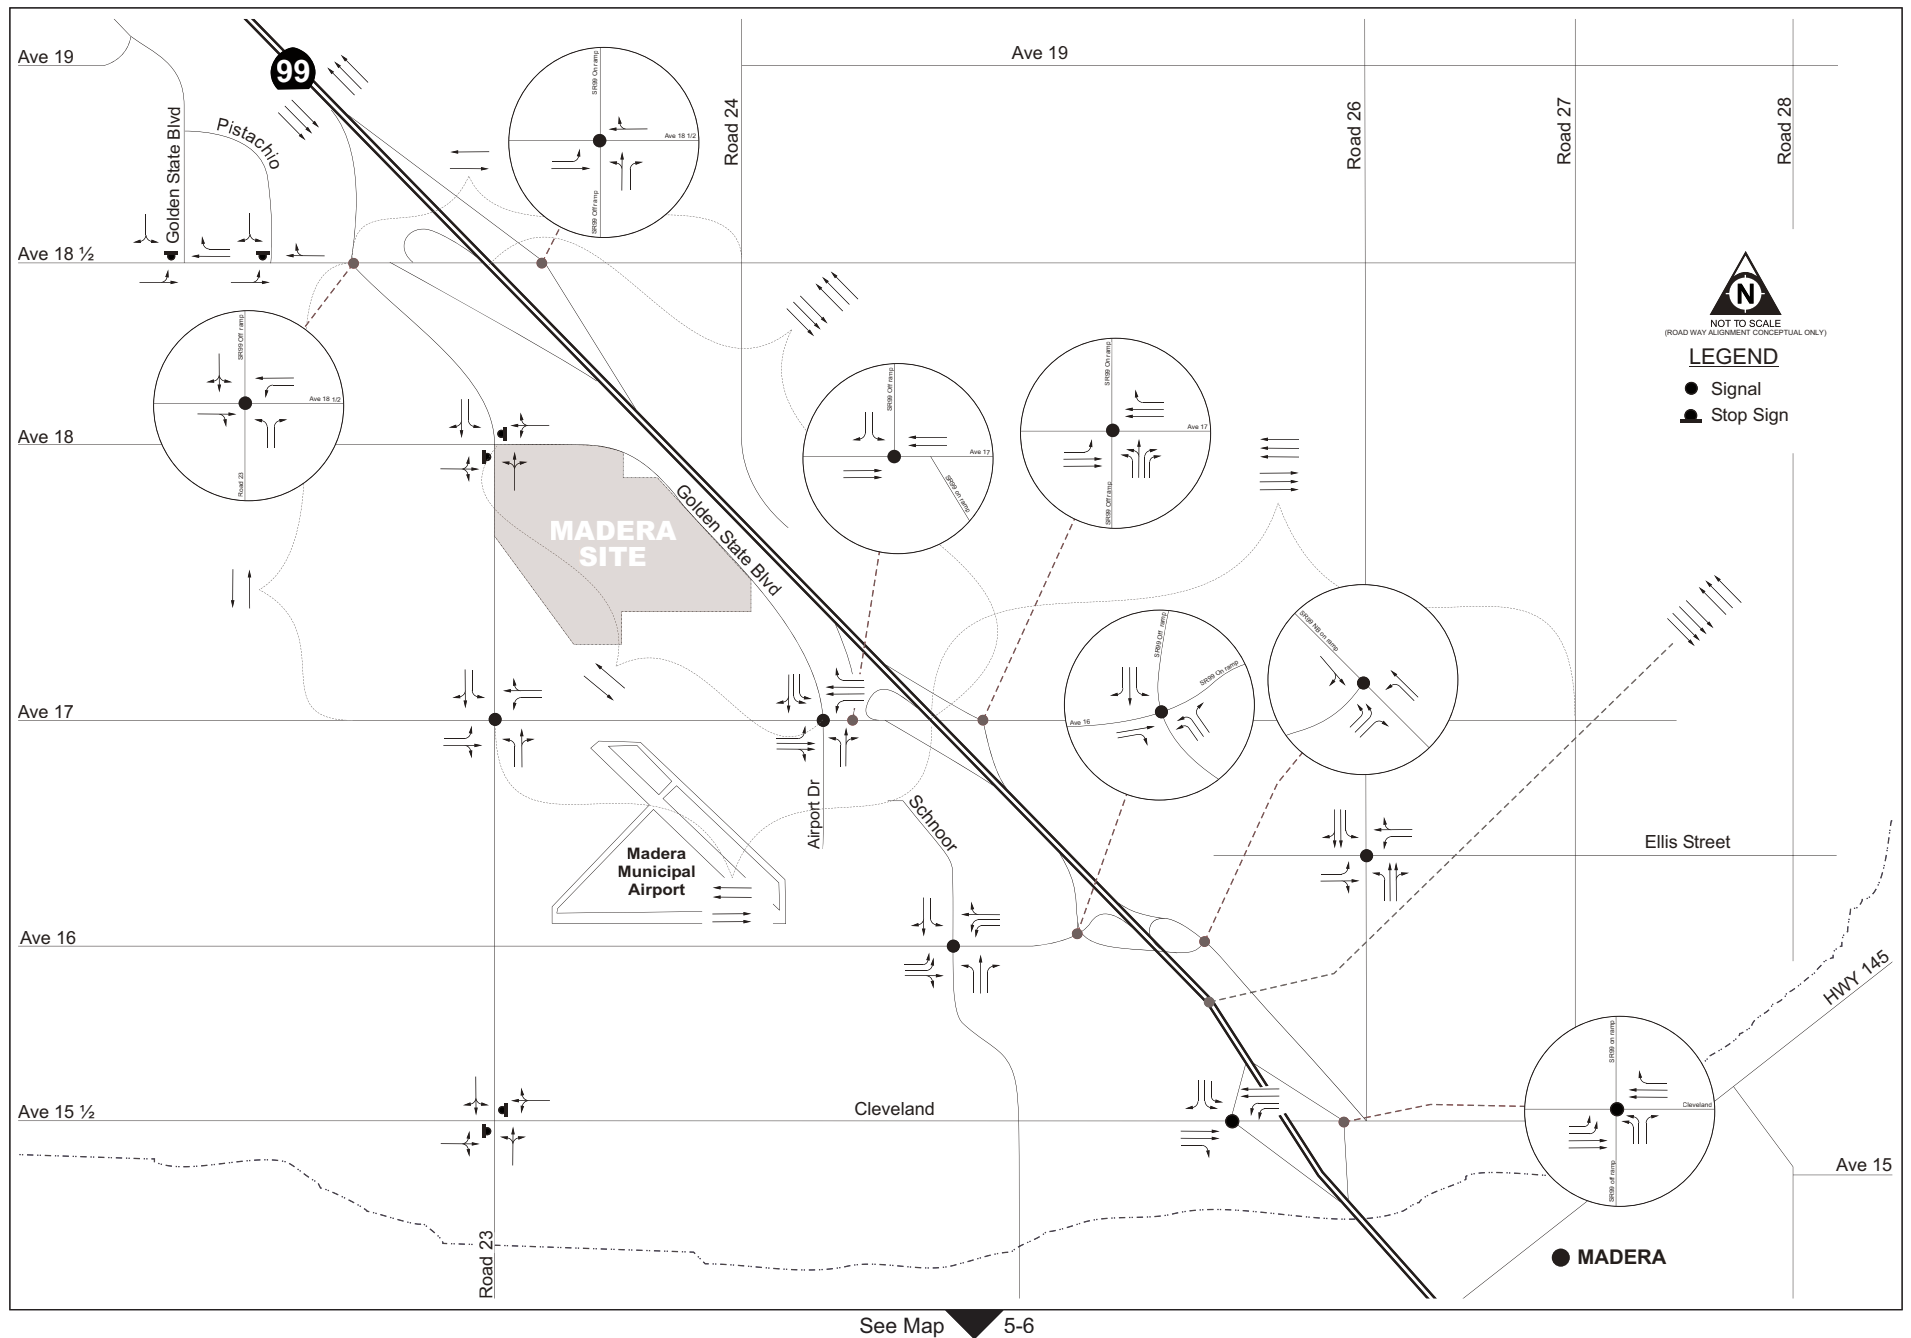 Ave 19
99
Ave 19
Road 24
Road 26
Road 27
Road 28
Golden State Blvd
Pistachio
SR99 On ramp
Ave 18 1/2
SR99 Off ramp
Ave 18 ½
N
NOT TO SCALE
(ROAD WAY ALIGNMENT CONCEPTUAL ONLY)
LEGEND
Signal
Stop Sign
SR99 Off ramp
Ave 18 1/2
Road 23
Ave 18
SR99 Off ramp
Ave 17
SR99 on ramp
SR99 On ramp
Ave 17
SR99 Off ramp
MADERA
SITE
Golden State Blvd
SR99 Off ramp
SR99 On ramp
Ave 16
SR99 NB on ramp
Ave 17
Airport Dr
Schnoor
Madera
Municipal
Airport
Ellis Street
Ave 16
HWY 145
SR99 on ramp
Cleveland
SR99 off ramp
Ave 15 ½
Cleveland
Ave 15
Road 23
MADERA
See Map 5-6